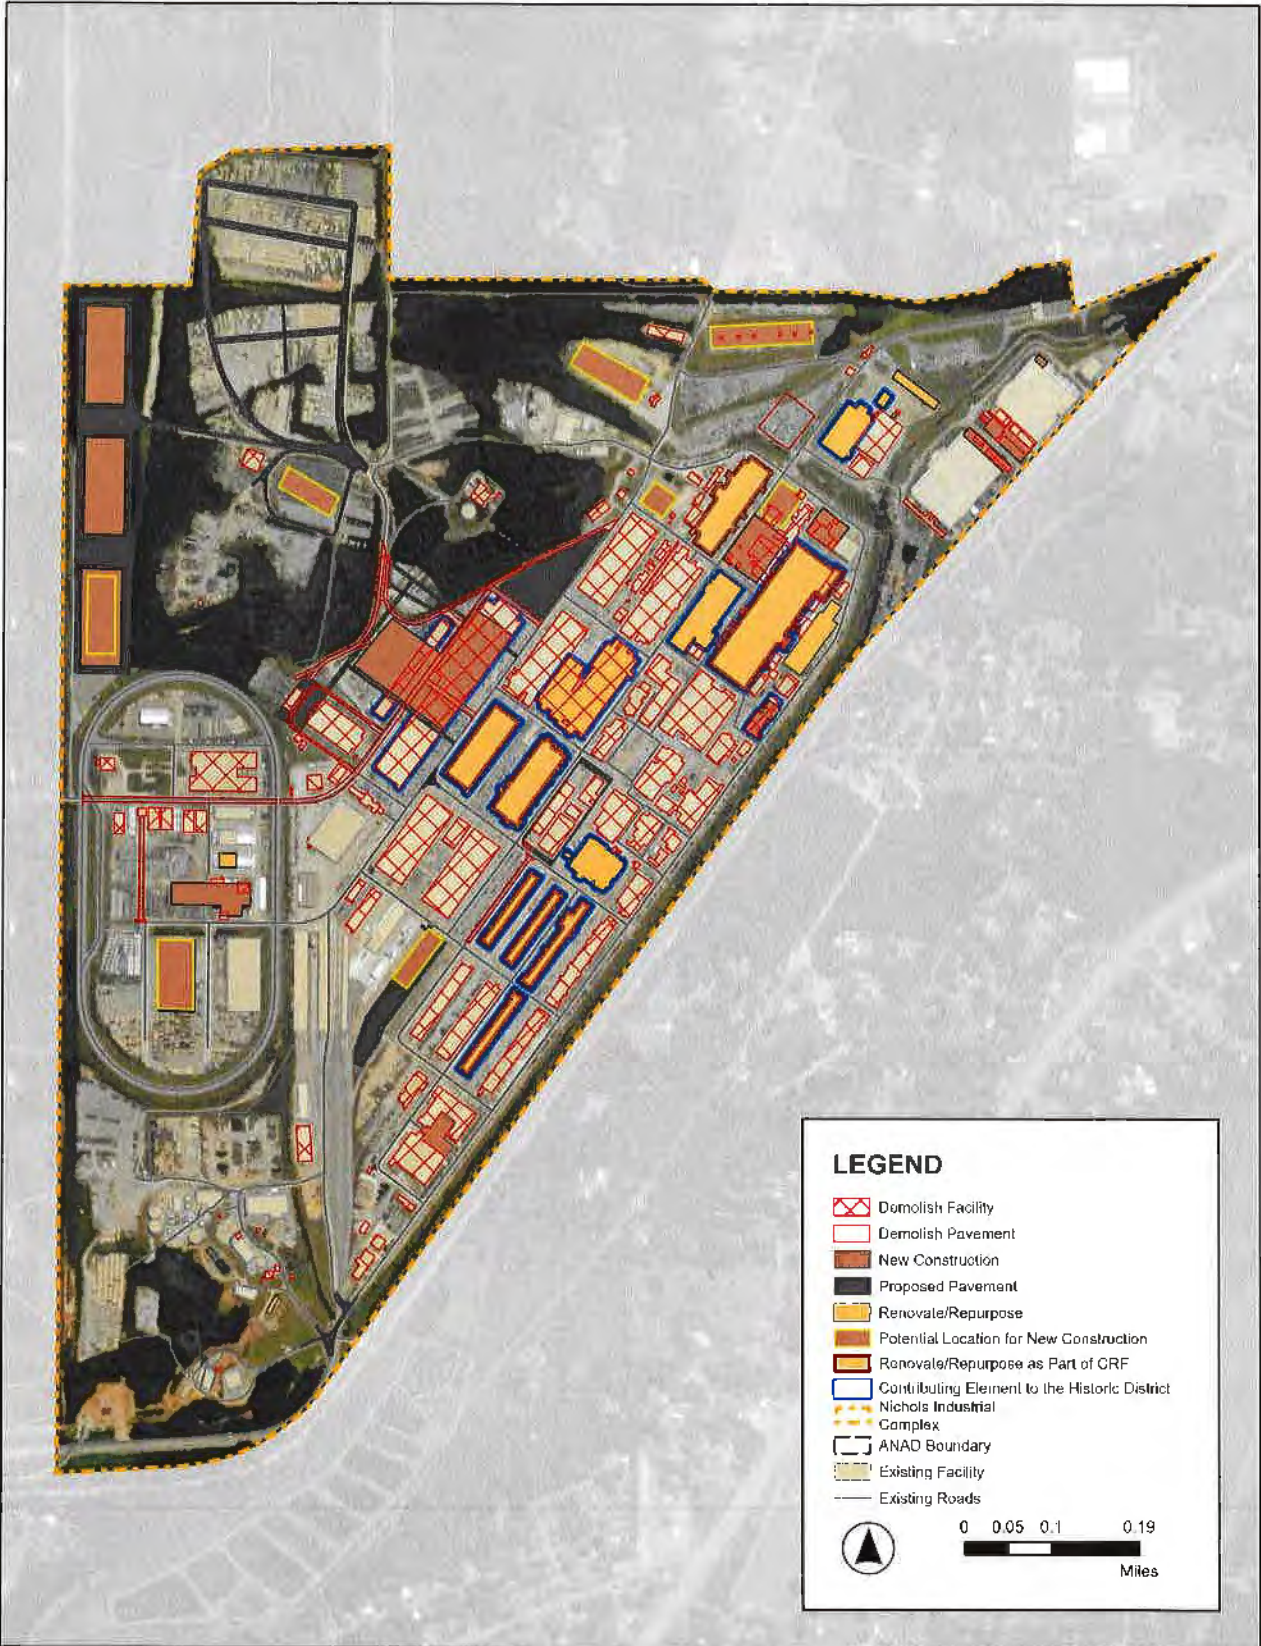 LEGEND
Demolish Facility
Demolish Pavement
New Construction
Proposed Pavement
Renovate/Repurpose
Potential Location for New Construction
Renovate/Repurpose as Part of CRF
Contributing Element to the Historic District
Nichols Industrial
Complex
ANAD Boundary
Existing Facility
Existing Roads
0 0.05 0.1 0.19
Miles